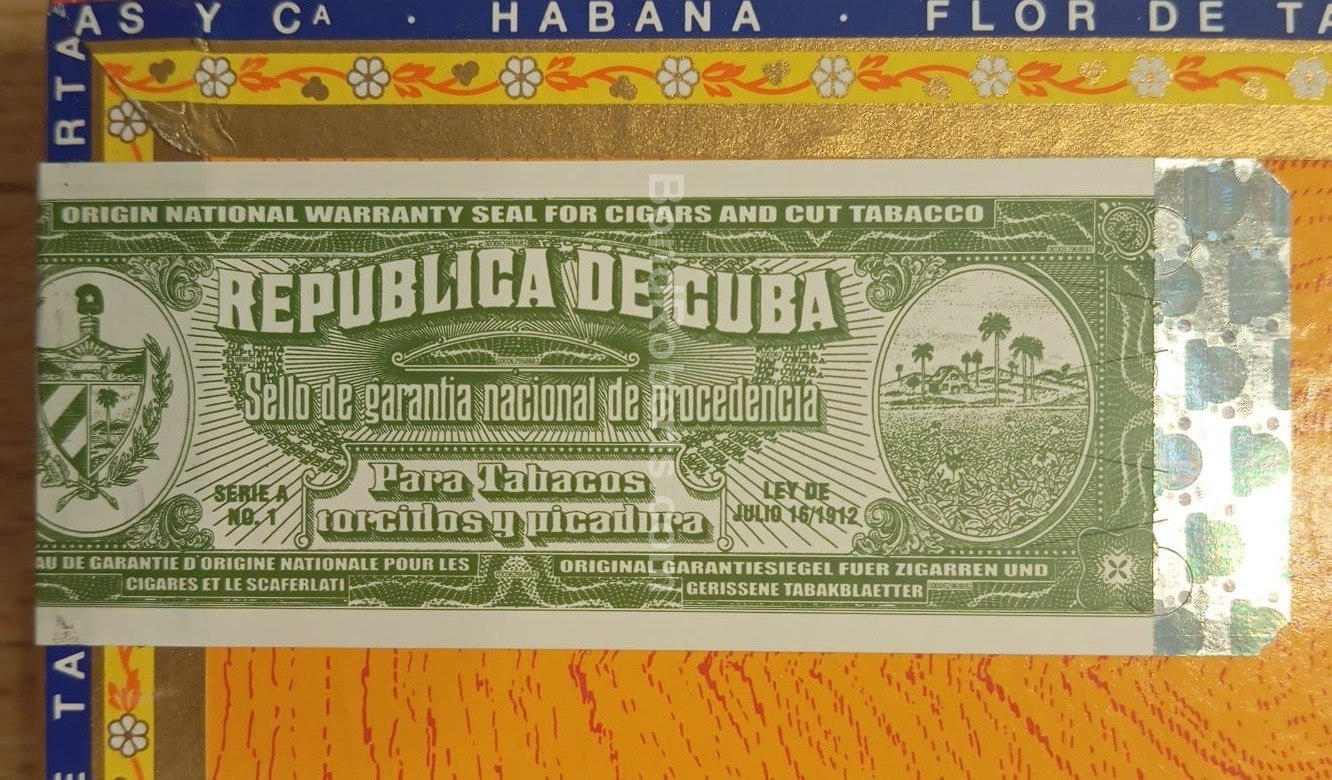 AS Y Cᴬ · HABANA · FLOR DE TA
RTA
ORIGIN NATIONAL WARRANTY SEAL FOR CIGARS AND CUT TABACCO
REPUBLICA DE CUBA
Sello de garantia nacional de procedencia
Para Tabacos
torcidos y picadura
SERIE A
NO. 1
LEY DE
JULIO 16/1912
AU DE GARANTIE D'ORIGINE NATIONALE POUR LES
CIGARES ET LE SCAFERLATI
ORIGINAL GARANTIESIEGEL FUER ZIGARREN UND
GERISSENE TABAKBLAETTER
E TA